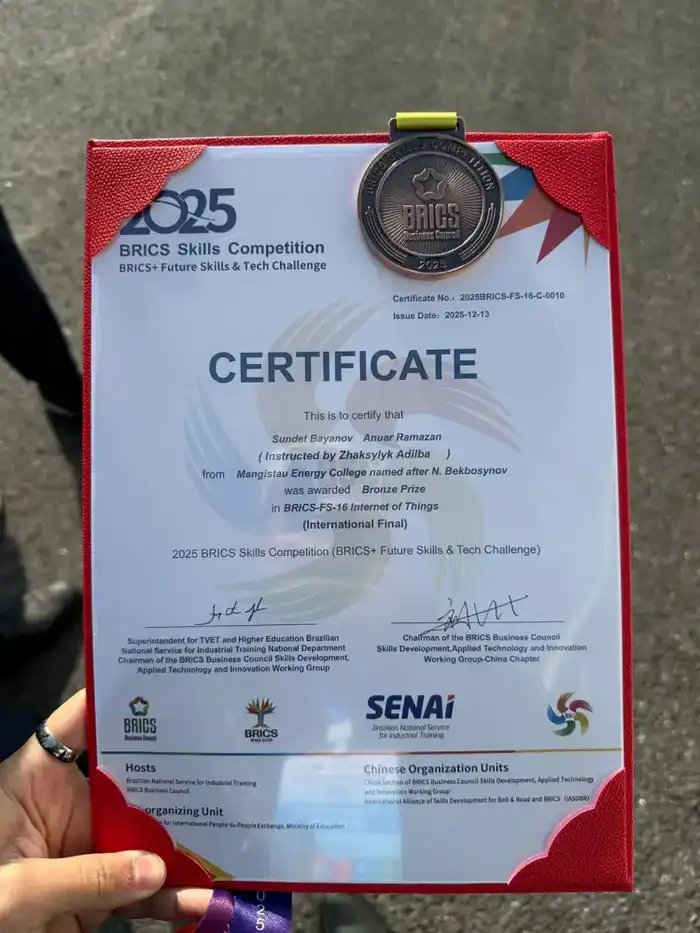 2025
BRICS Skills Competition
BRICS+ Future Skills & Tech Challenge
BRICS SKILLS COMPETITION
BRICS
Business Council
2025
Certificate No.: 2025BRICS-FS-16-C-0010
Issue Date: 2025-12-13
CERTIFICATE
This is to certify that
Sundet Bayanov Anuar Ramazan
( Instructed by Zhaksylyk Adilba )
from Mangistau Energy College named after N. Bekbosynov
was awarded Bronze Prize
in BRICS-FS-16 Internet of Things
(International Final)
2025 BRICS Skills Competition (BRICS+ Future Skills & Tech Challenge)
Superintendent for TVET and Higher Education Brazilian
National Service for Industrial Training National Department
Chairman of the BRICS Business Council Skills Development,
Applied Technology and Innovation Working Group
Chairman of the BRICS Business Council
Skills Development,Applied Technology and Innovation
Working Group-China Chapter
BRICS
Business Council
BRICS
SENAI
Brazilian National Service
for Industrial Training
Hosts
Brazilian National Service for Industrial Training
BRICS Business Council
Chinese Organization Units
China Section of BRICS Business Council Skills Development, Applied Technology
and Innovation Working Group
International Alliance of Skills Development for Belt & Road and BRICS (IASDBR)
-organizing Unit
for International People-to-People Exchange, Ministry of Education
025